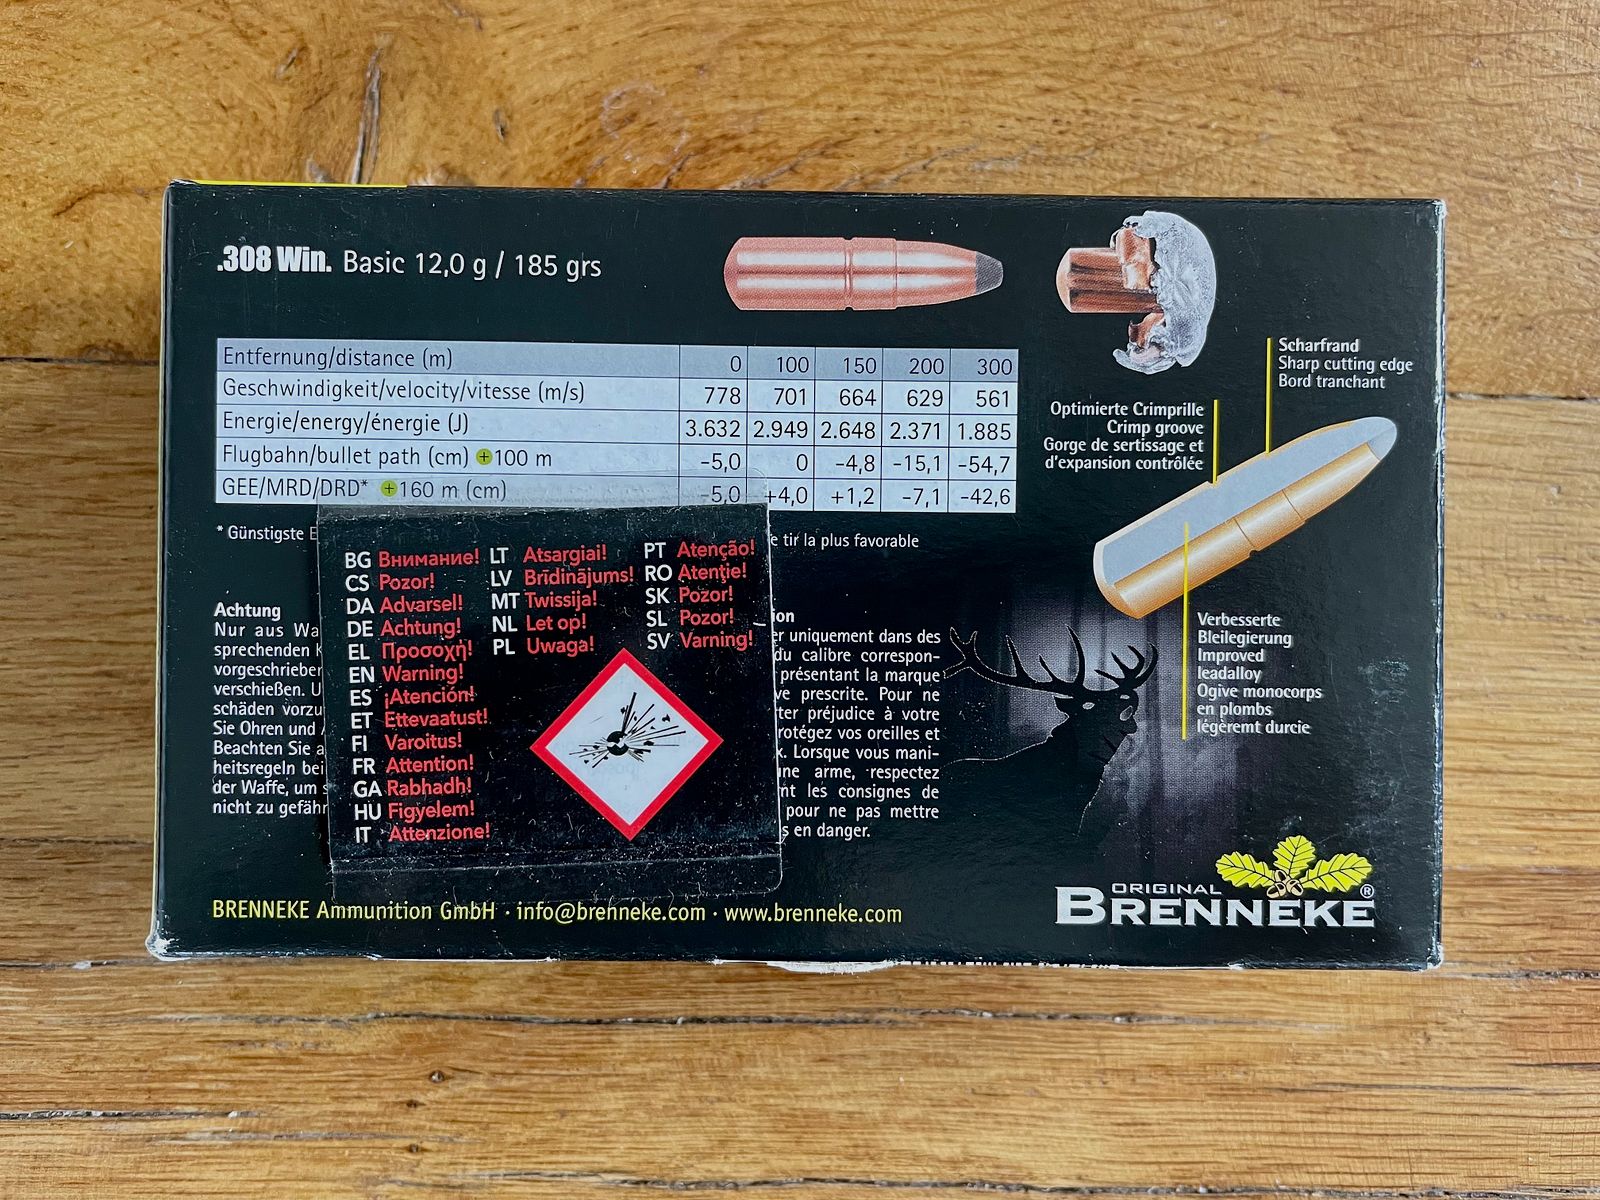 .308 Win. Basic 12,0 g / 185 grs
Entfernung/distance (m) 0 100 150 200 300
Geschwindigkeit/velocity/vitesse (m/s) 778 701 664 629 561
Energie/energy/énergie (J) 3.632 2.949 2.648 2.371 1.885
Flugbahn/bullet path (cm) +100 m -5,0 0 -4,8 -15,1 -54,7
GEE/MRD/DRD* +160 m (cm) -5,0 +4,0 +1,2 -7,1 -42,6
* Günstigste
tir la plus favorable
Scharfrand
Sharp cutting edge
Bord tranchant
Optimierte Crimprille
Crimp groove
Gorge de sertissage et
d'expansion contrôlée
Verbesserte
Bleilegierung
Improved
leadalloy
Ogive monocorps
en plombs
légèremt durcie
Achtung
Nur aus
sprechenden
vorgeschrieben
verschießen.
schäden vorzu
Sie Ohren und
Beachten Sie
heitsregeln bei
der Waffe, um
nicht zu gefähr
BG Внимание!
CS Pozor!
DA Advarsel!
DE Achtung!
EL Προσοχή!
EN Warning!
ES ¡Atención!
ET Ettevaatust!
FI Varoitus!
FR Attention!
GA Rabhadh!
HU Figyelem!
IT Attenzione!
LT Atsargiai!
LV Brīdinājums!
MT Twissija!
NL Let op!
PL Uwaga!
PT Atenção!
RO Atenţie!
SK Pozor!
SL Pozor!
SV Varning!
uniquement dans des
du calibre correspon-
présentant la marque
prescrite. Pour ne
préjudice à votre
rotégez vos oreilles et
Lorsque vous mani-
arme, respectez
les consignes de
pour ne pas mettre
en danger.
BRENNEKE Ammunition GmbH · info@brenneke.com · www.brenneke.com
ORIGINAL
BRENNEKE®